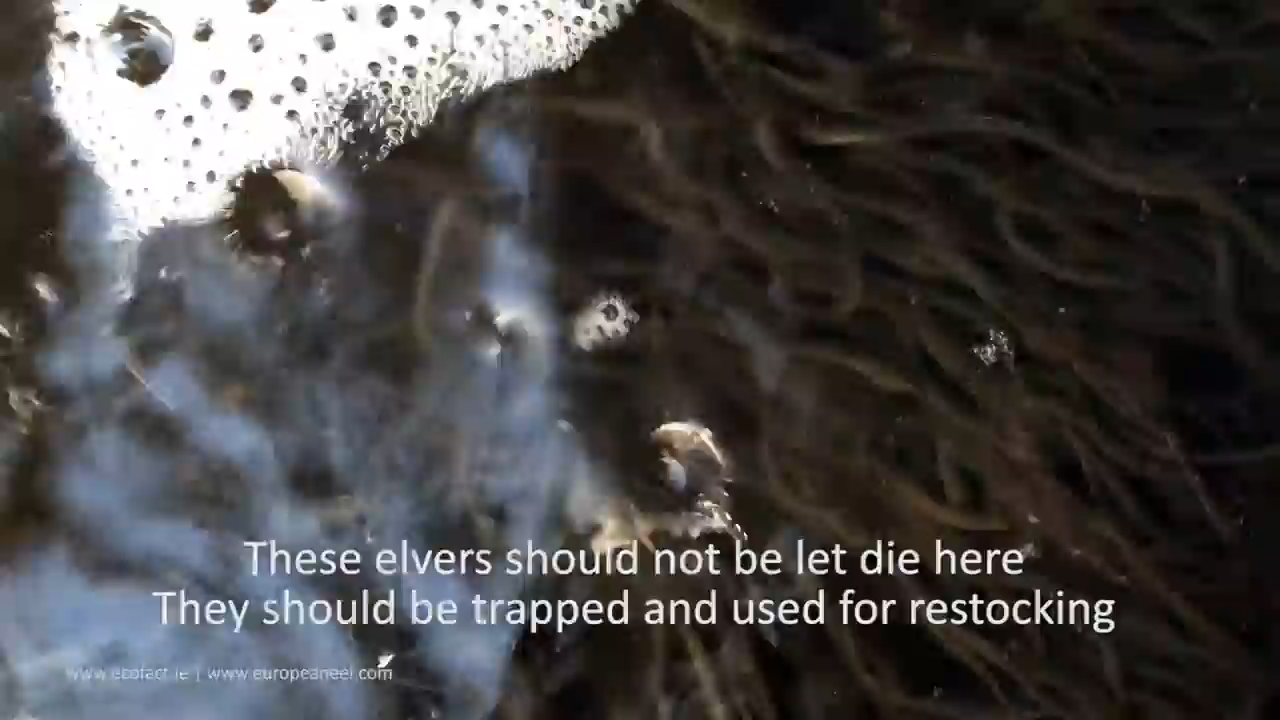 These elvers should not be let die here
They should be trapped and used for restocking
www.ecofact.ie | www.europeaneel.com